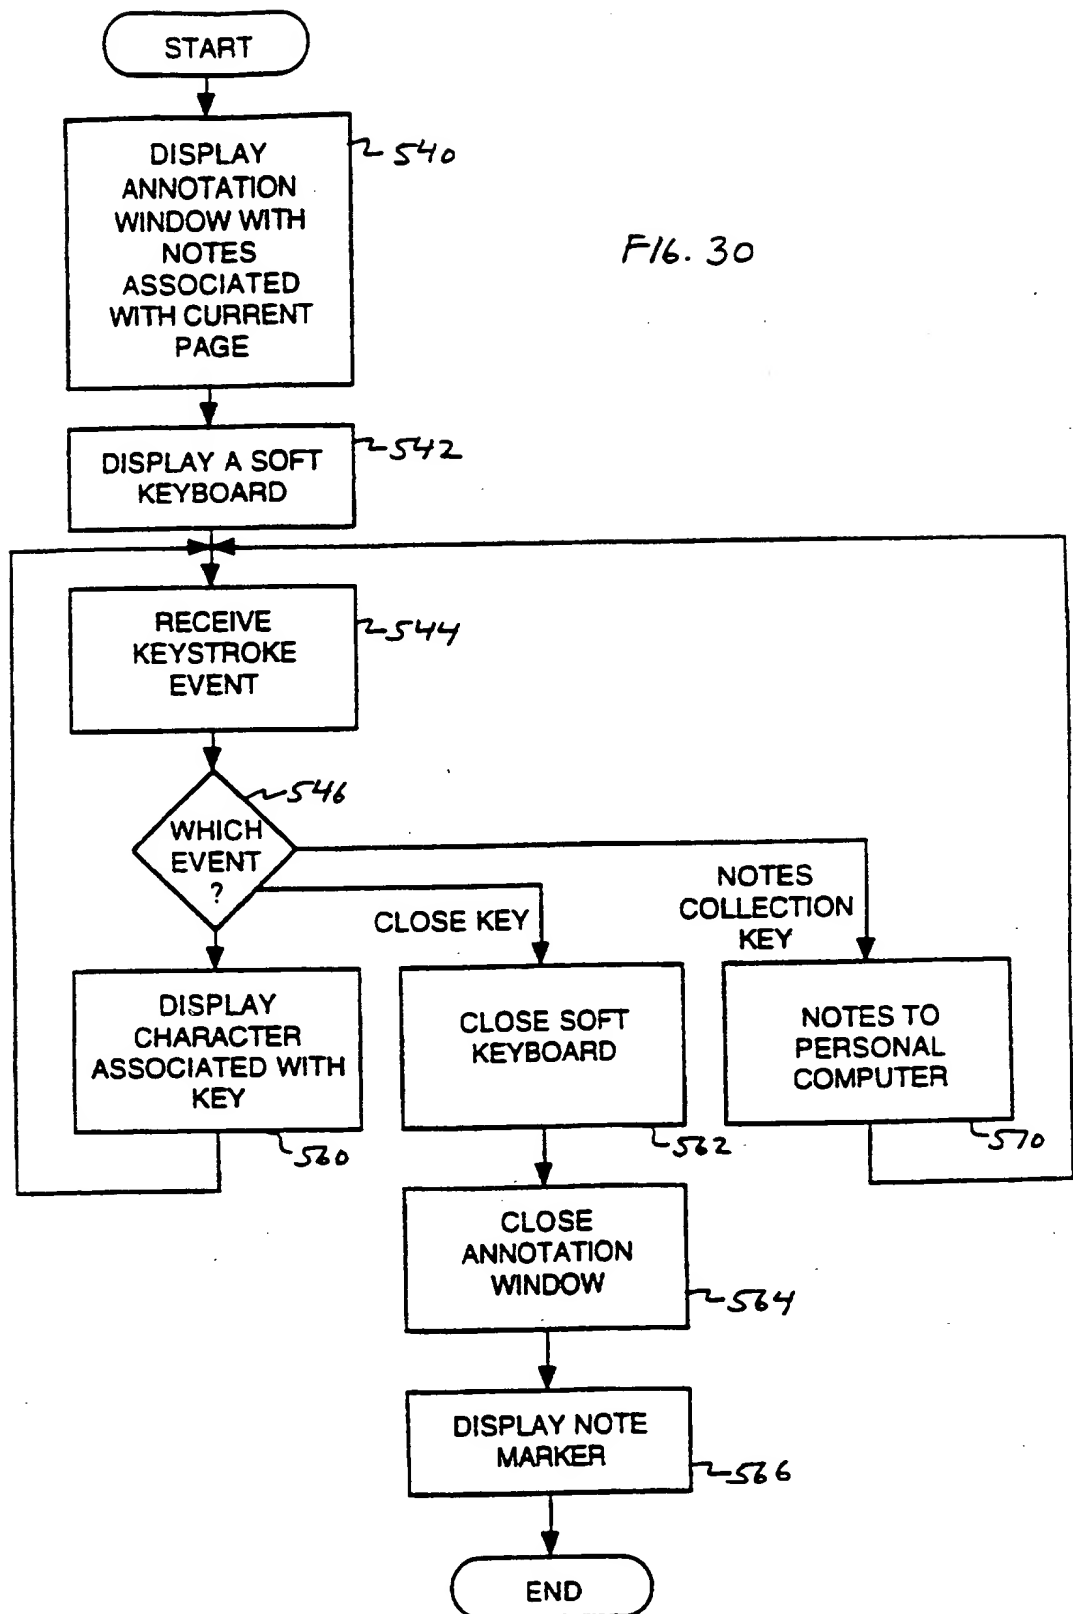 START
DISPLAY
ANNOTATION
WINDOW WITH
NOTES
ASSOCIATED
WITH CURRENT
PAGE
540
FIG. 30
DISPLAY A SOFT
KEYBOARD
542
RECEIVE
KEYSTROKE
EVENT
544
WHICH
EVENT
?
546
CLOSE KEY
NOTES
COLLECTION
KEY
DISPLAY
CHARACTER
ASSOCIATED WITH
KEY
560
CLOSE SOFT
KEYBOARD
562
NOTES TO
PERSONAL
COMPUTER
570
CLOSE
ANNOTATION
WINDOW
564
DISPLAY NOTE
MARKER
566
END